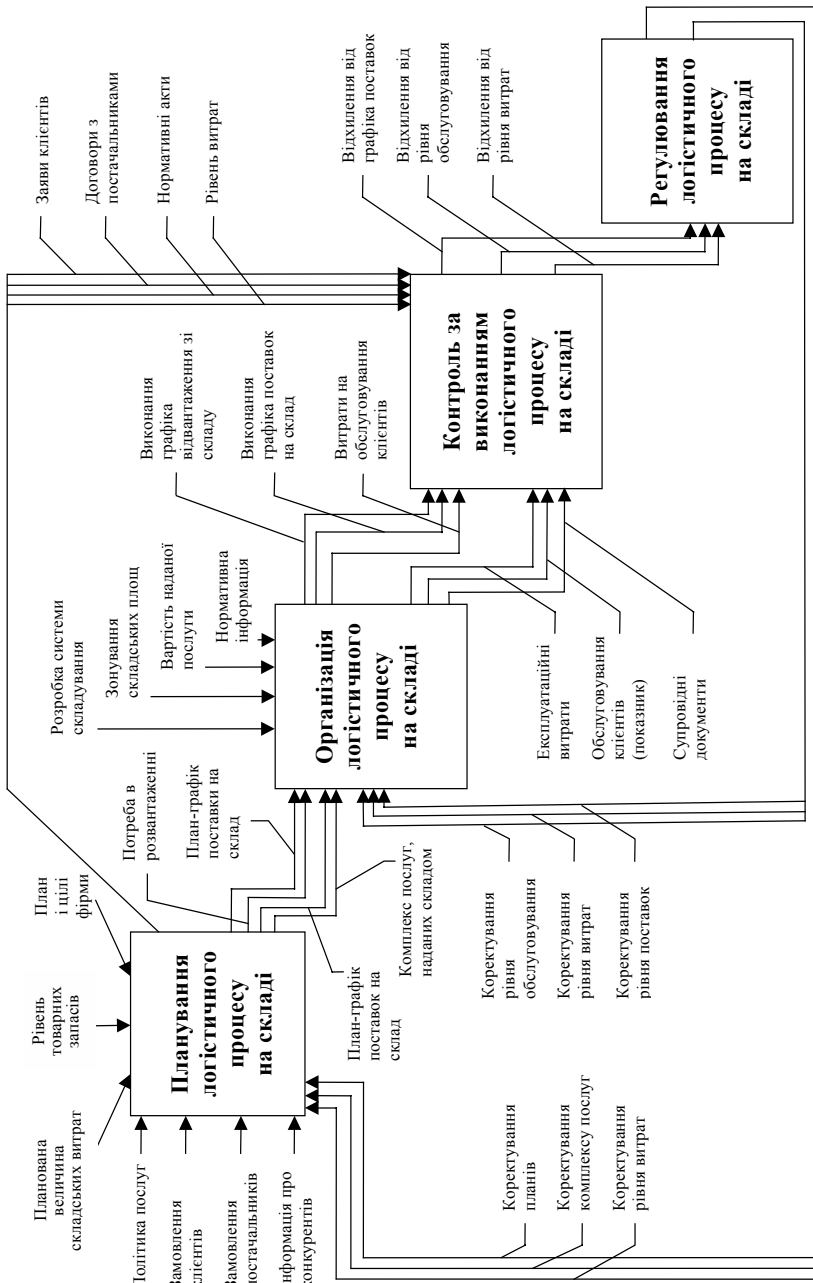 Планована
величина
складських витрат
Рівень
товарних
запасів
План
і цілі
фірми
Політика послуг
Замовлення
клієнтів
Замовлення
постачальників
Інформація про
конкурентів
Планування
логістичного
процесу
на складі
Потреба в
розвантаженні
План-графік
поставки на
склад
План-графік
поставок на
склад
Комплекс послуг,
наданих складом
Коректування
планів
Коректування
комплексу послуг
Коректування
рівня витрат
Розробка системи
складування
Зонування
складських площ
Вартість наданої
послуги
Нормативна
інформація
Організація
логістичного
процесу
на складі
Коректування
рівня
обслуговування
Коректування
рівня витрат
Коректування
рівня поставок
Виконання
графіка
відвантаження зі
складу
Виконання
графіка поставок
на склад
Витрати на
обслуговування
клієнтів
Експлуатаційні
витрати
Обслуговування
клієнтів
(показник)
Супровідні
документи
Заяви клієнтів
Договори з
постачальниками
Нормативні акти
Рівень витрат
Контроль за
виконанням
логістичного
процесу
на складі
Відхилення від
графіка поставок
Відхилення від
рівня
обслуговування
Відхилення від
рівня витрат
Регулювання
логістичного
процесу
на складі